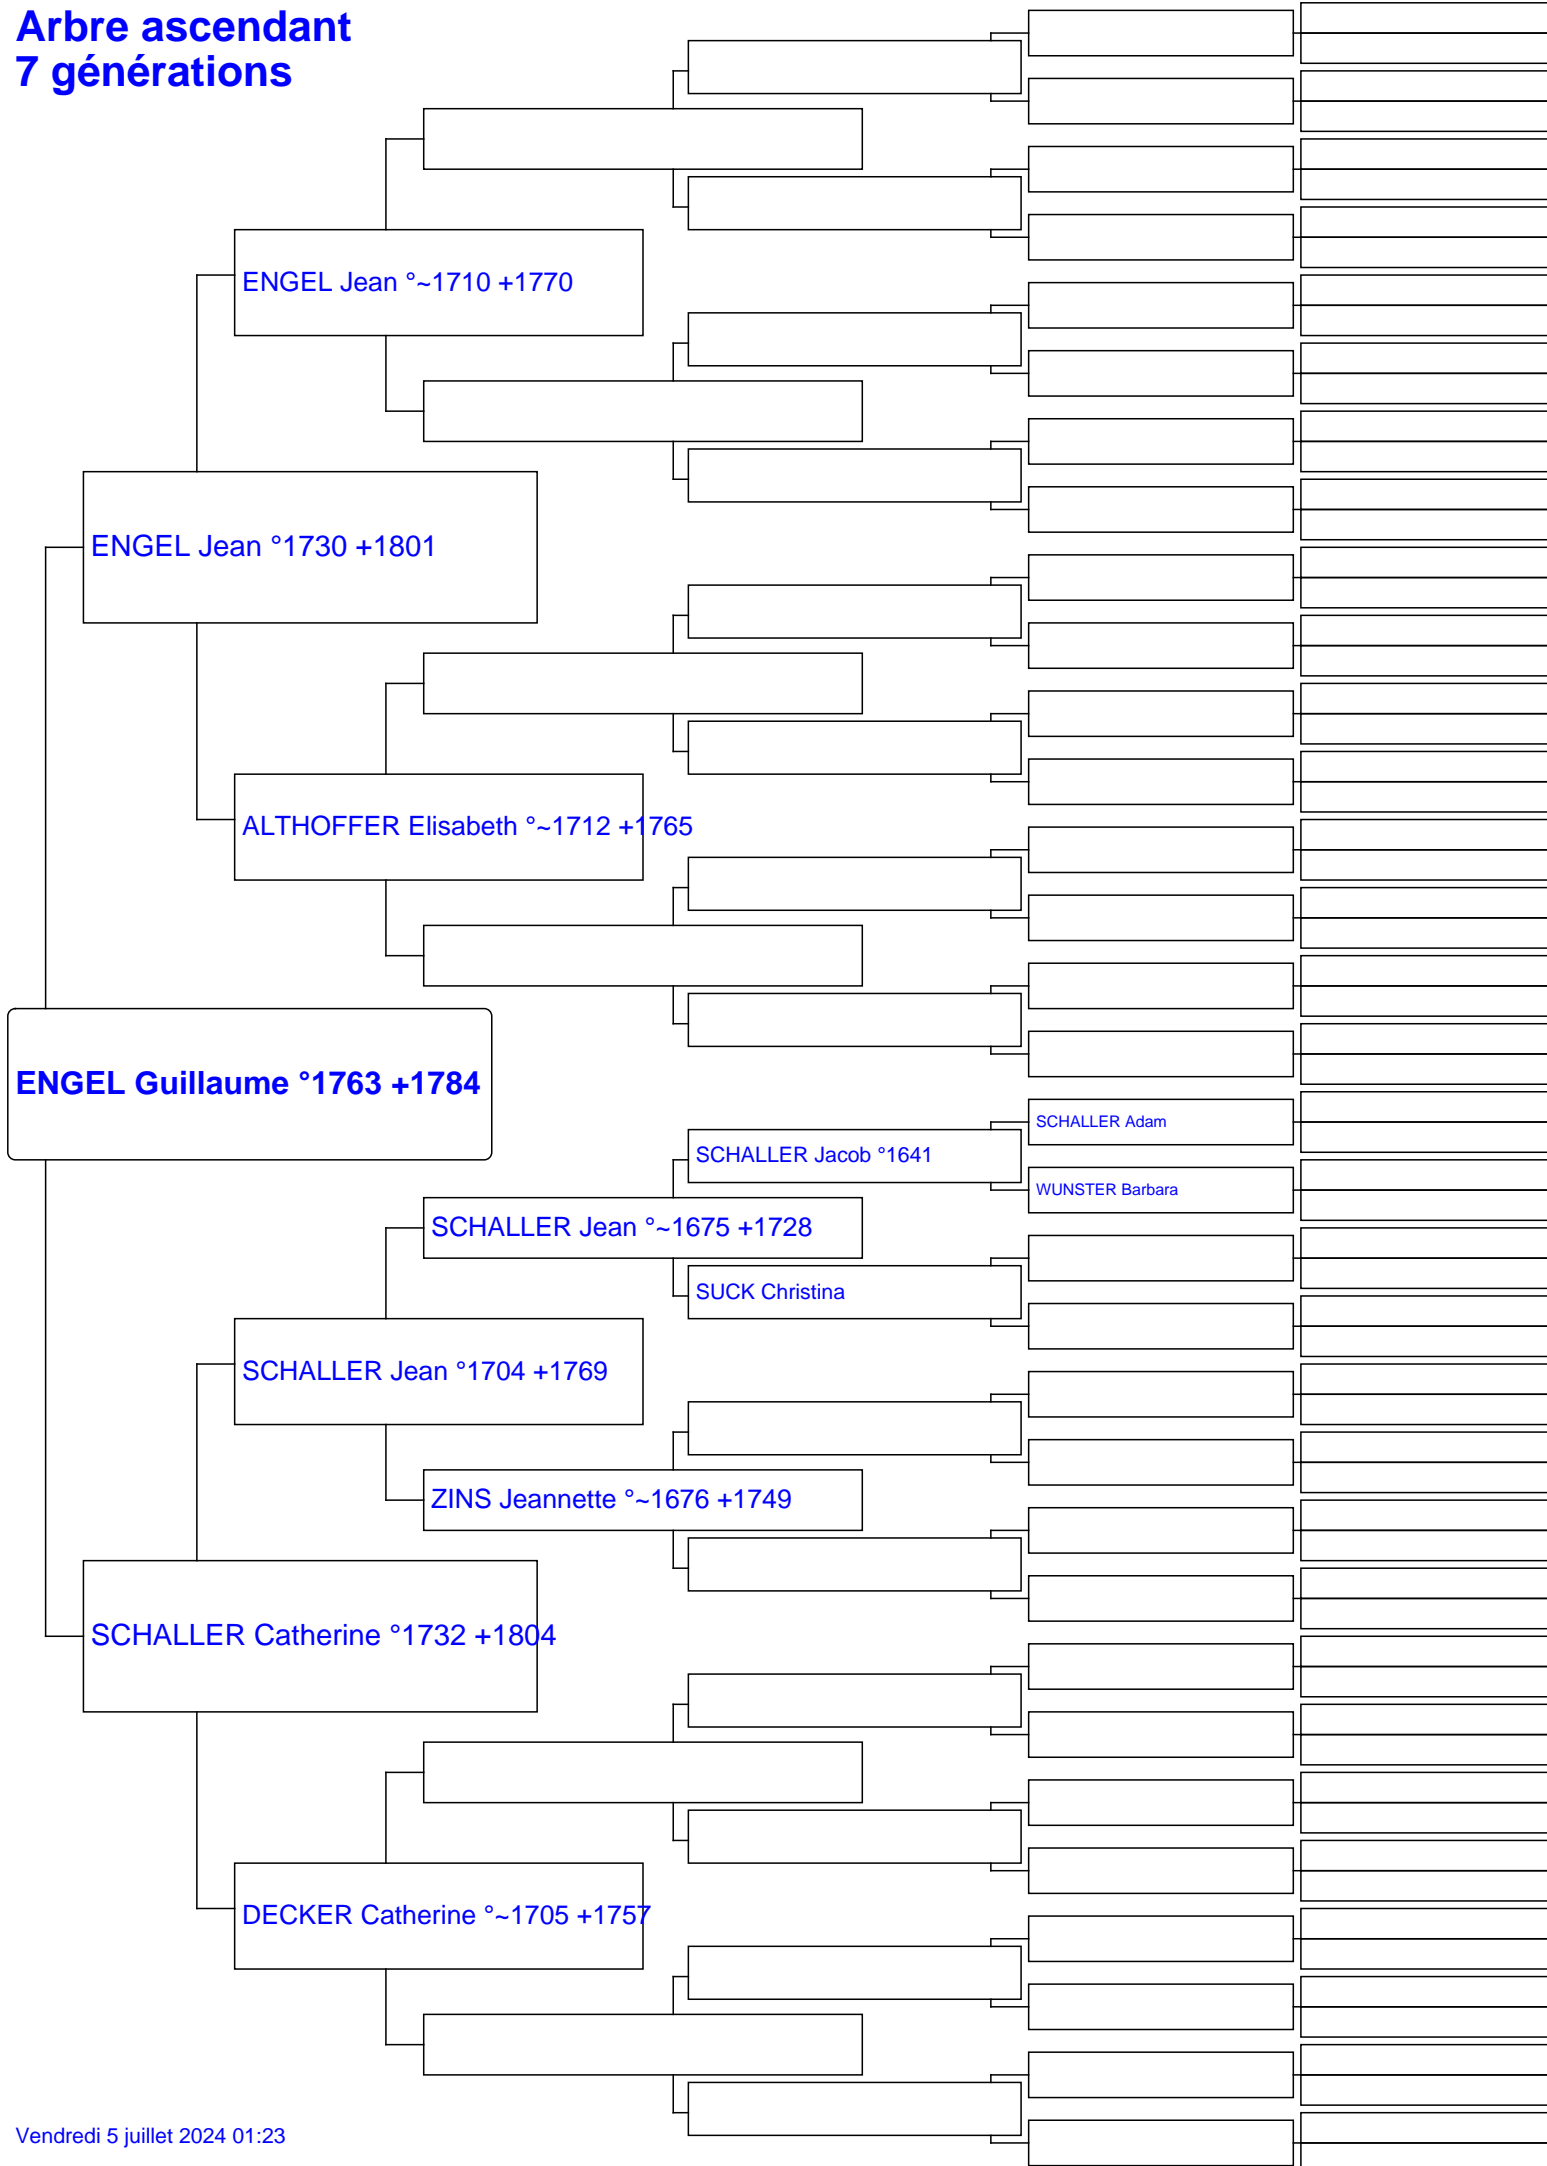 Arbre ascendant
7 générations
ENGEL Jean °~1710 +1770
ENGEL Jean °1730 +1801
ALTHOFFER Elisabeth °~1712 +1765
ENGEL Guillaume °1763 +1784
SCHALLER Adam
SCHALLER Jacob °1641
WUNSTER Barbara
SCHALLER Jean °~1675 +1728
SUCK Christina
SCHALLER Jean °1704 +1769
ZINS Jeannette °~1676 +1749
SCHALLER Catherine °1732 +1804
DECKER Catherine °~1705 +1757
Vendredi 5 juillet 2024 01:23